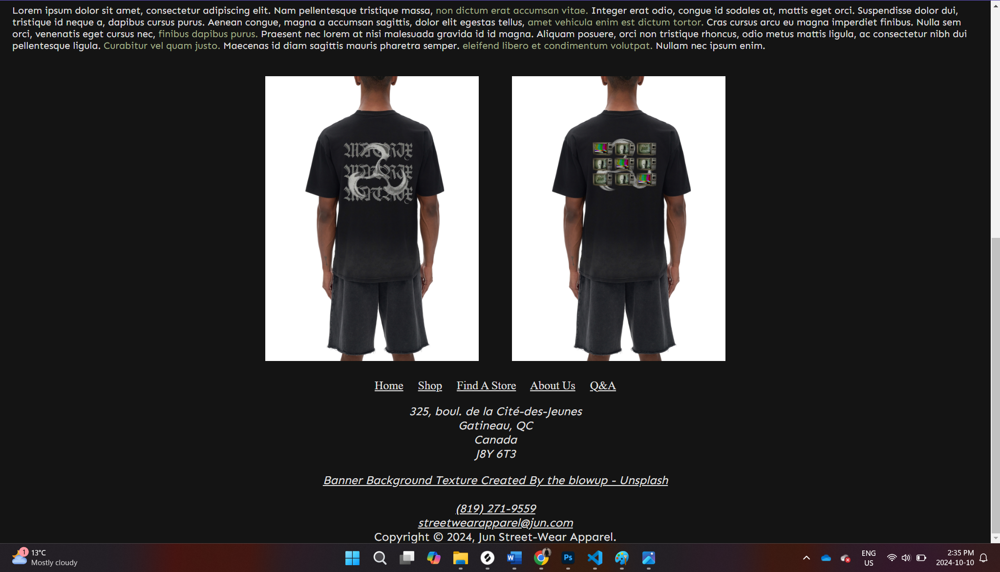 Lorem ipsum dolor sit amet, consectetur adipiscing elit. Nam pellentesque tristique massa, non dictum erat accumsan vitae. Integer erat odio, congue id sodales at, mattis eget orci. Suspendisse dolor dui,
tristique id neque a, dapibus cursus purus. Aenean congue, magna a accumsan sagittis, dolor elit egestas tellus, amet vehicula enim est dictum tortor. Cras cursus arcu eu magna imperdiet finibus. Nulla sem
orci, venenatis eget cursus nec, finibus dapibus purus. Praesent nec lorem at nisi malesuada gravida id id magna. Aliquam posuere, orci non tristique rhoncus, odio metus mattis ligula, ac consectetur nibh dui
pellentesque ligula. Curabitur vel quam justo. Maecenas id diam sagittis mauris pharetra semper. eleifend libero et condimentum volutpat. Nullam nec ipsum enim.
Home Shop Find A Store About Us Q&A
325, boul. de la Cité-des-Jeunes
Gatineau, QC
Canada
J8Y 6T3
Banner Background Texture Created By the blowup - Unsplash
(819) 271-9559
streetwearapparel@jun.com
Copyright © 2024, Jun Street-Wear Apparel.
1
13°C
Mostly cloudy
W
Ps
ENG
US
2:35 PM
2024-10-10